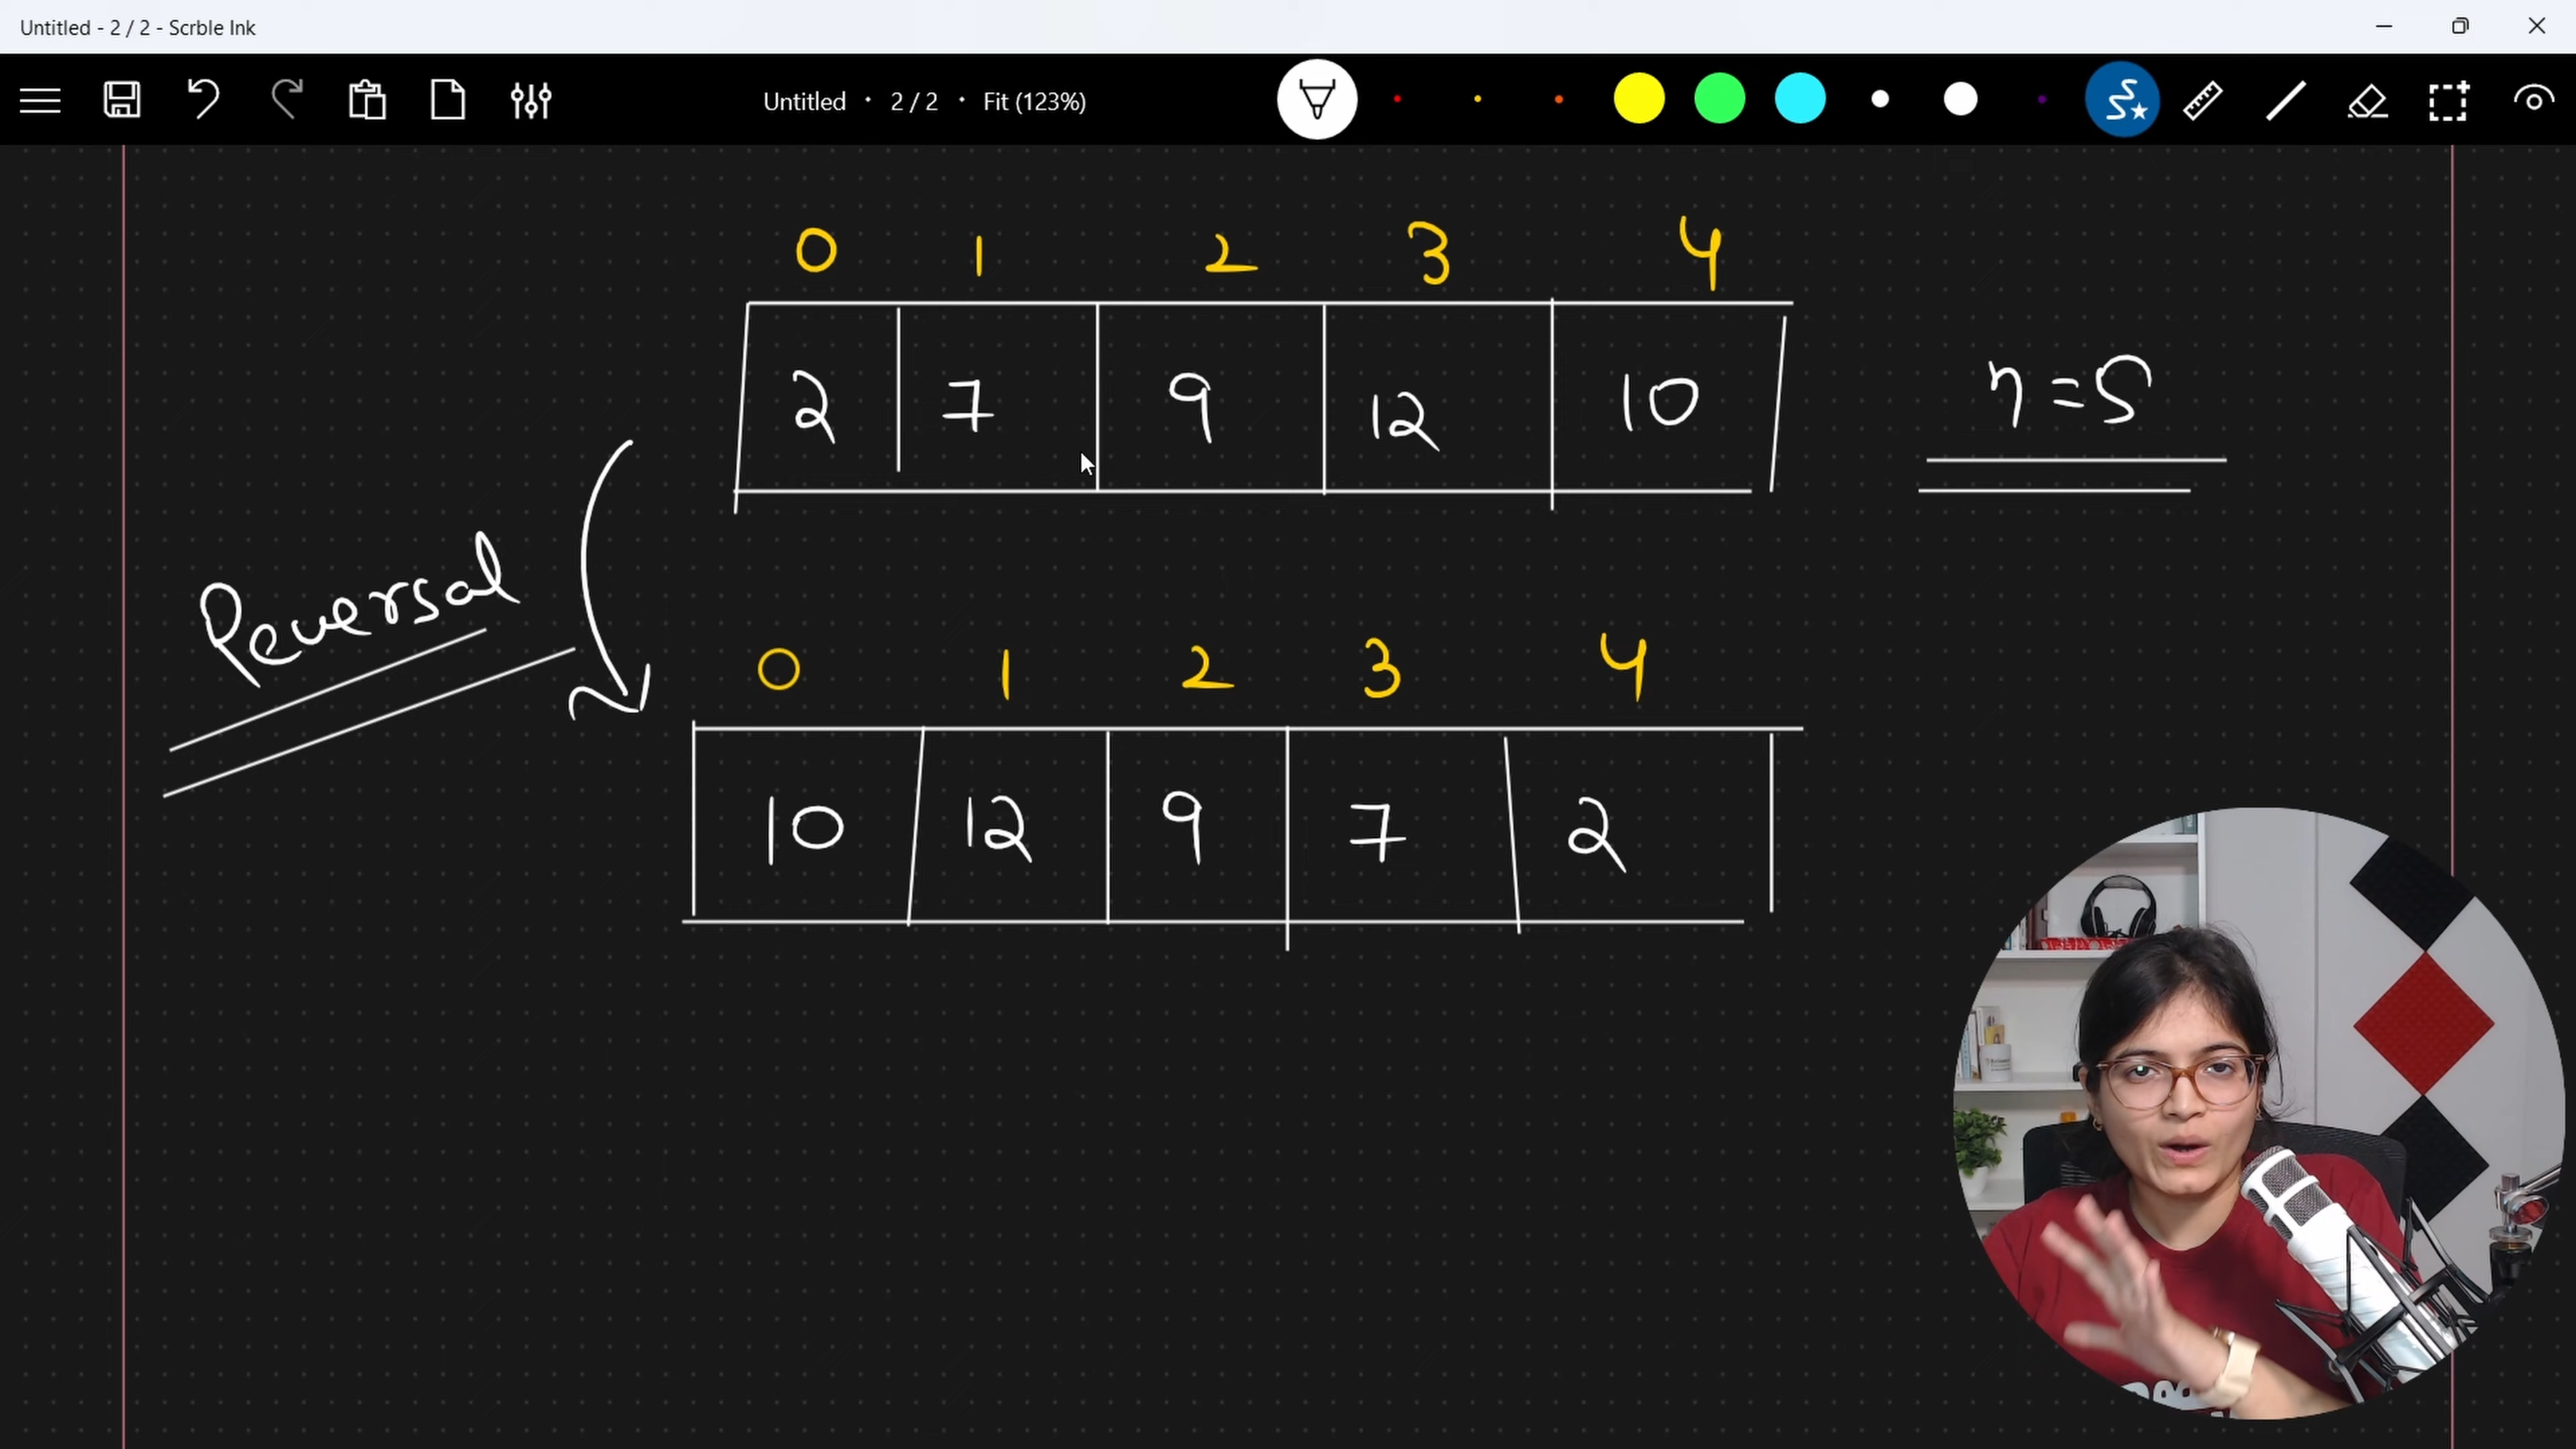 Untitled - 2 / 2 - Scrble Ink
Untitled • 2 / 2 • Fit (123%)
0 1 2 3 4
2 7 9 12 10
n = 5
Reversal
0 1 2 3 4
10 12 9 7 2